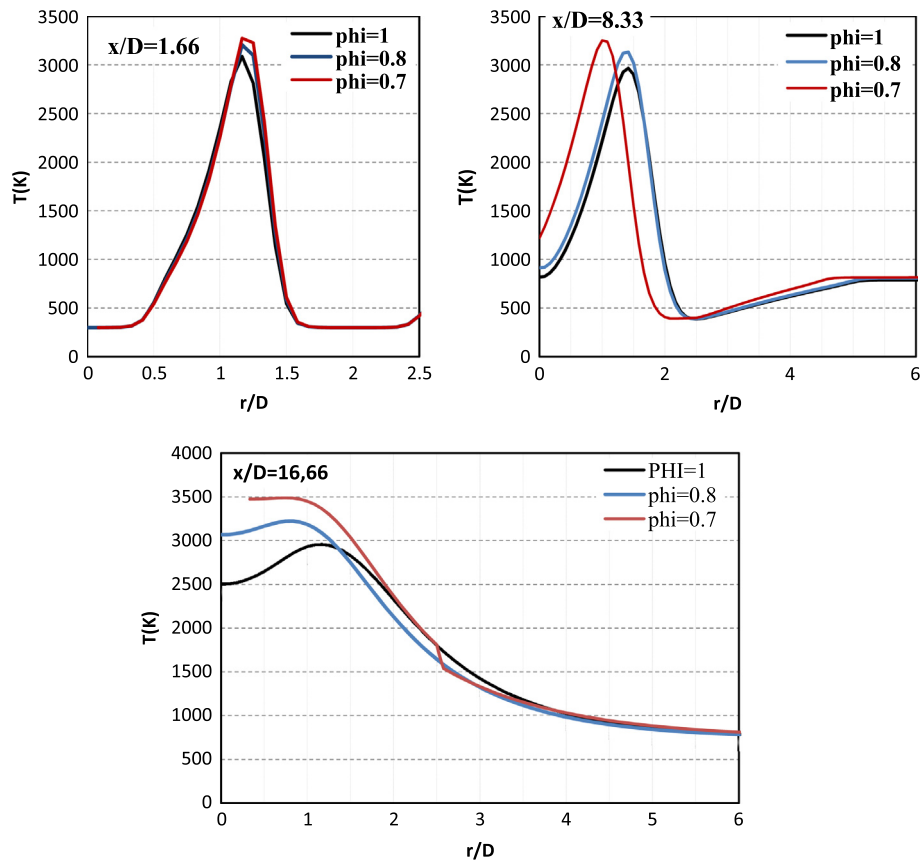 x/D=1.66
phi=1
phi=0.8
phi=0.7
3500
3000
2500
2000
1500
1000
500
0
T(K)
0
0.5
1
1.5
2
2.5
r/D
x/D=8.33
phi=1
phi=0.8
phi=0.7
3500
3000
2500
2000
1500
1000
500
0
T(K)
0
2
4
6
r/D
x/D=16,66
PHI=1
phi=0.8
phi=0.7
4000
3500
3000
2500
2000
1500
1000
500
0
T(K)
0
1
2
3
4
5
6
r/D